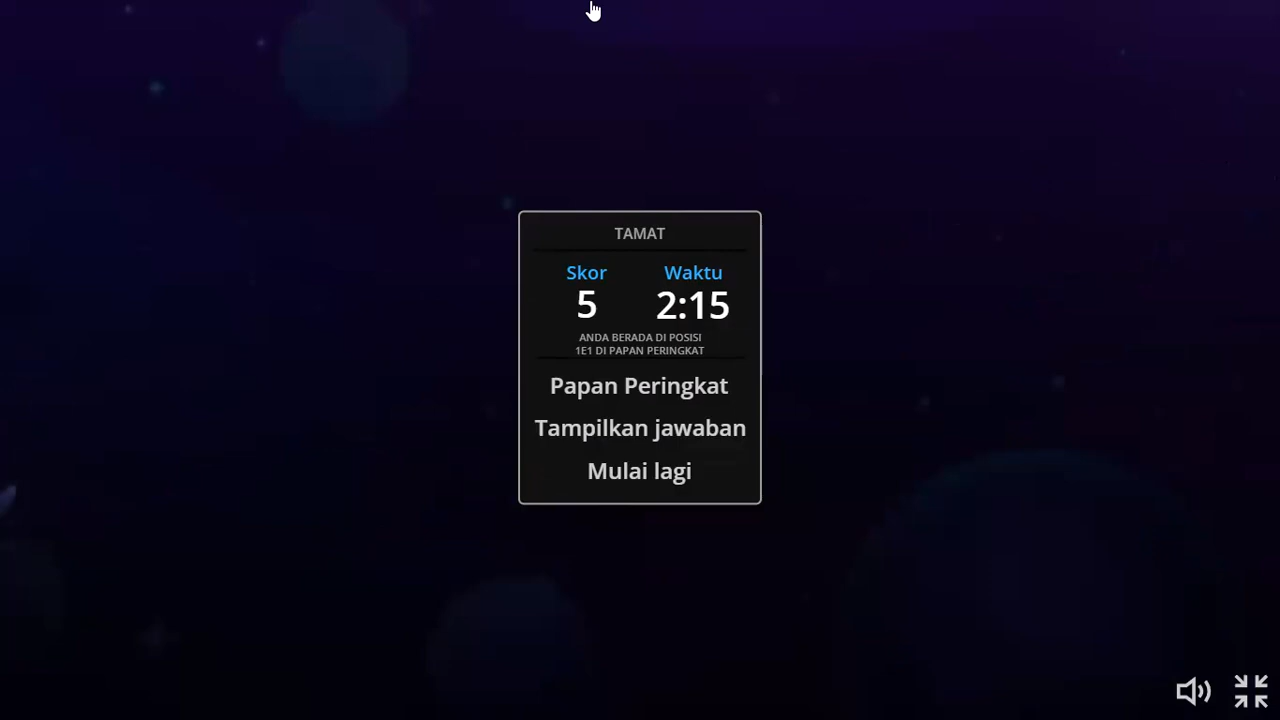 TAMAT
Skor Waktu
5 2:15
ANDA BERADA DI POSISI
1E1 DI PAPAN PERINGKAT
Papan Peringkat
Tampilkan jawaban
Mulai lagi